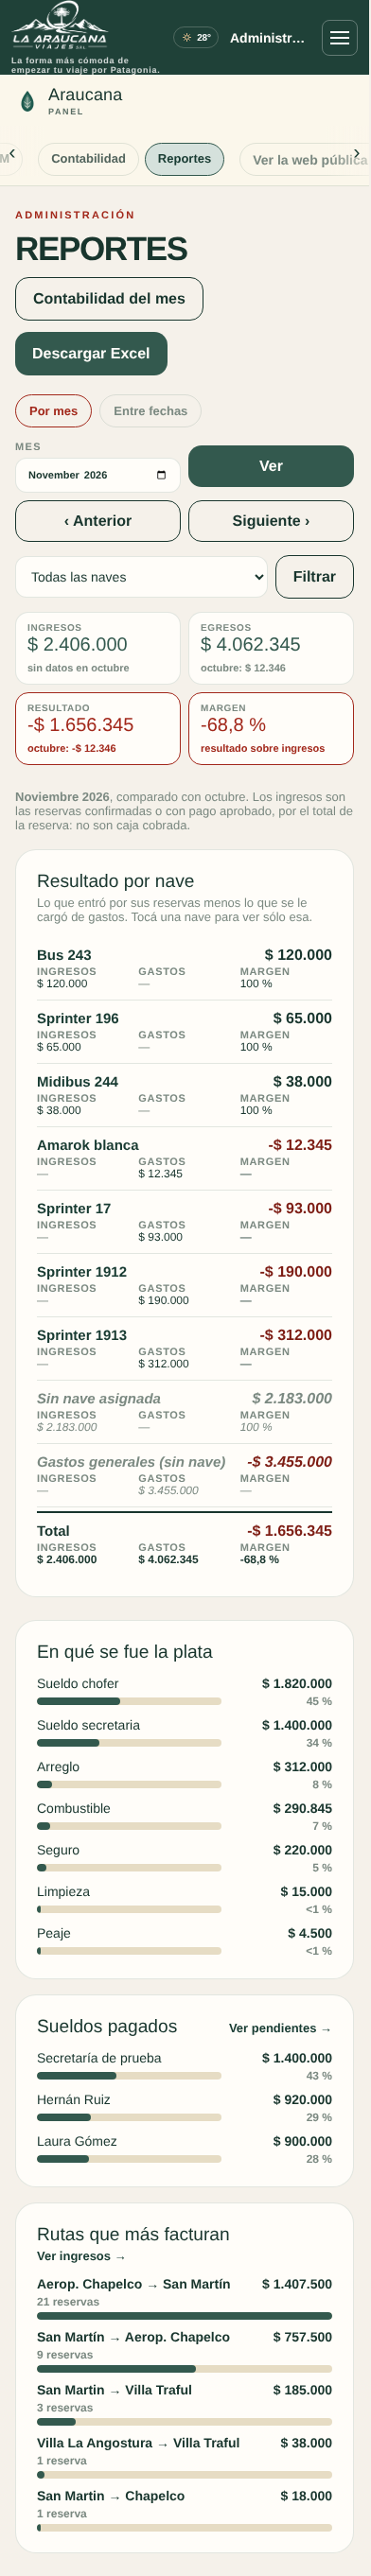 LA ARAUCANA
VIAJES
La forma más cómoda de
empezar tu viaje por Patagonia.
28°
Administr...
Araucana
PANEL
M
‹
Contabilidad
Reportes
Ver la web pública
›
ADMINISTRACIÓN
REPORTES
Contabilidad del mes
Descargar Excel
Por mes
Entre fechas
MES
November 2026
Ver
‹ Anterior
Siguiente ›
Todas las naves
Filtrar
INGRESOS
$ 2.406.000
sin datos en octubre
EGRESOS
$ 4.062.345
octubre: $ 12.346
RESULTADO
-$ 1.656.345
octubre: -$ 12.346
MARGEN
-68,8 %
resultado sobre ingresos
Noviembre 2026, comparado con octubre. Los ingresos son
las reservas confirmadas o con pago aprobado, por el total de
la reserva: no son caja cobrada.
Resultado por nave
Lo que entró por sus reservas menos lo que se le
cargó de gastos. Tocá una nave para ver sólo esa.
Bus 243 $ 120.000
INGRESOS GASTOS MARGEN
$ 120.000 — 100 %
Sprinter 196 $ 65.000
INGRESOS GASTOS MARGEN
$ 65.000 — 100 %
Midibus 244 $ 38.000
INGRESOS GASTOS MARGEN
$ 38.000 — 100 %
Amarok blanca -$ 12.345
INGRESOS GASTOS MARGEN
— $ 12.345 —
Sprinter 17 -$ 93.000
INGRESOS GASTOS MARGEN
— $ 93.000 —
Sprinter 1912 -$ 190.000
INGRESOS GASTOS MARGEN
— $ 190.000 —
Sprinter 1913 -$ 312.000
INGRESOS GASTOS MARGEN
— $ 312.000 —
Sin nave asignada $ 2.183.000
INGRESOS GASTOS MARGEN
$ 2.183.000 — 100 %
Gastos generales (sin nave) -$ 3.455.000
INGRESOS GASTOS MARGEN
— $ 3.455.000 —
Total -$ 1.656.345
INGRESOS GASTOS MARGEN
$ 2.406.000 $ 4.062.345 -68,8 %
En qué se fue la plata
Sueldo chofer $ 1.820.000
45 %
Sueldo secretaria $ 1.400.000
34 %
Arreglo $ 312.000
8 %
Combustible $ 290.845
7 %
Seguro $ 220.000
5 %
Limpieza $ 15.000
<1 %
Peaje $ 4.500
<1 %
Sueldos pagados Ver pendientes →
Secretaría de prueba $ 1.400.000
43 %
Hernán Ruiz $ 920.000
29 %
Laura Gómez $ 900.000
28 %
Rutas que más facturan
Ver ingresos →
Aerop. Chapelco → San Martín $ 1.407.500
21 reservas
San Martín → Aerop. Chapelco $ 757.500
9 reservas
San Martin → Villa Traful $ 185.000
3 reservas
Villa La Angostura → Villa Traful $ 38.000
1 reserva
San Martin → Chapelco $ 18.000
1 reserva